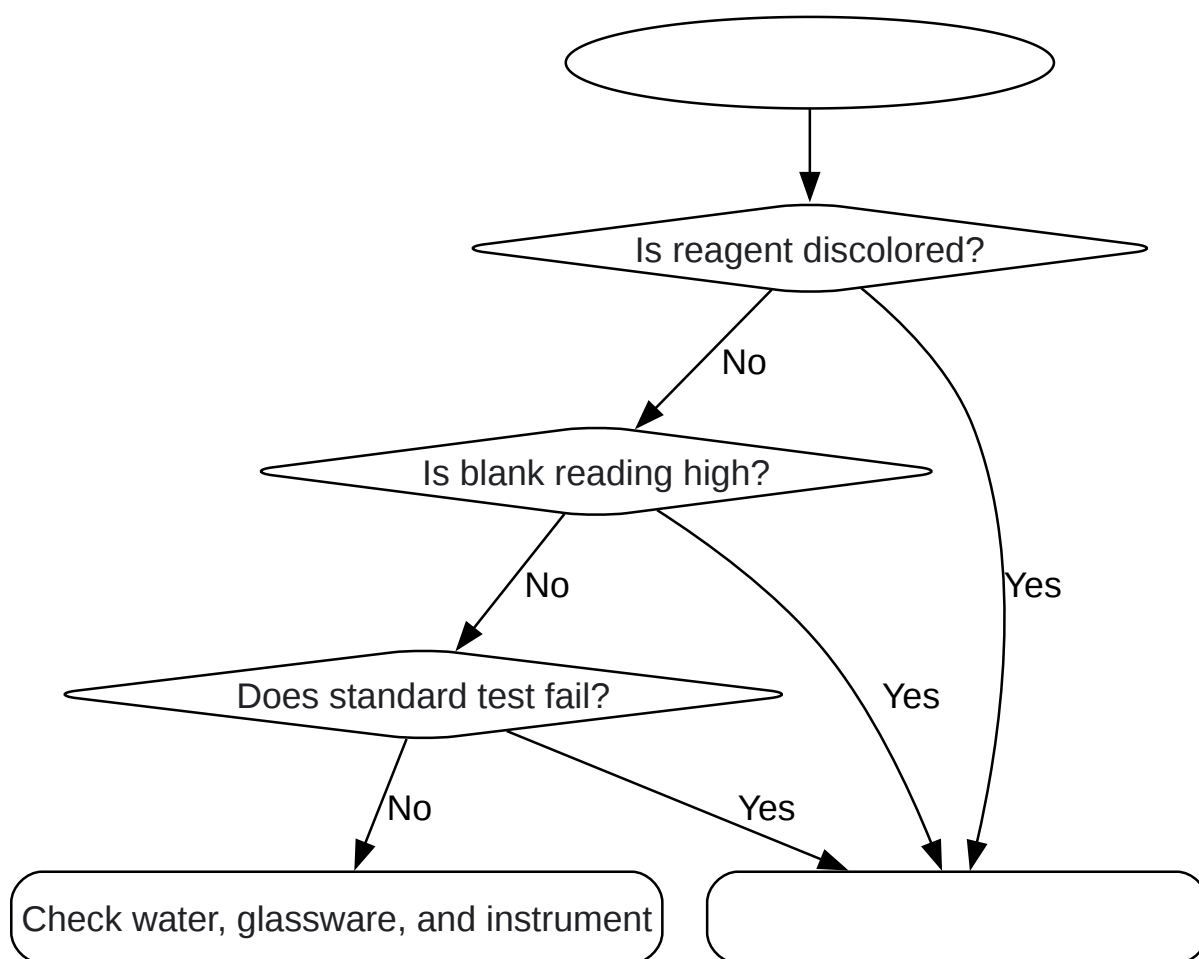 Is reagent discolored?
No
Is blank reading high?
No
Yes
Does standard test fail?
Yes
No
Yes
Check water, glassware, and instrument